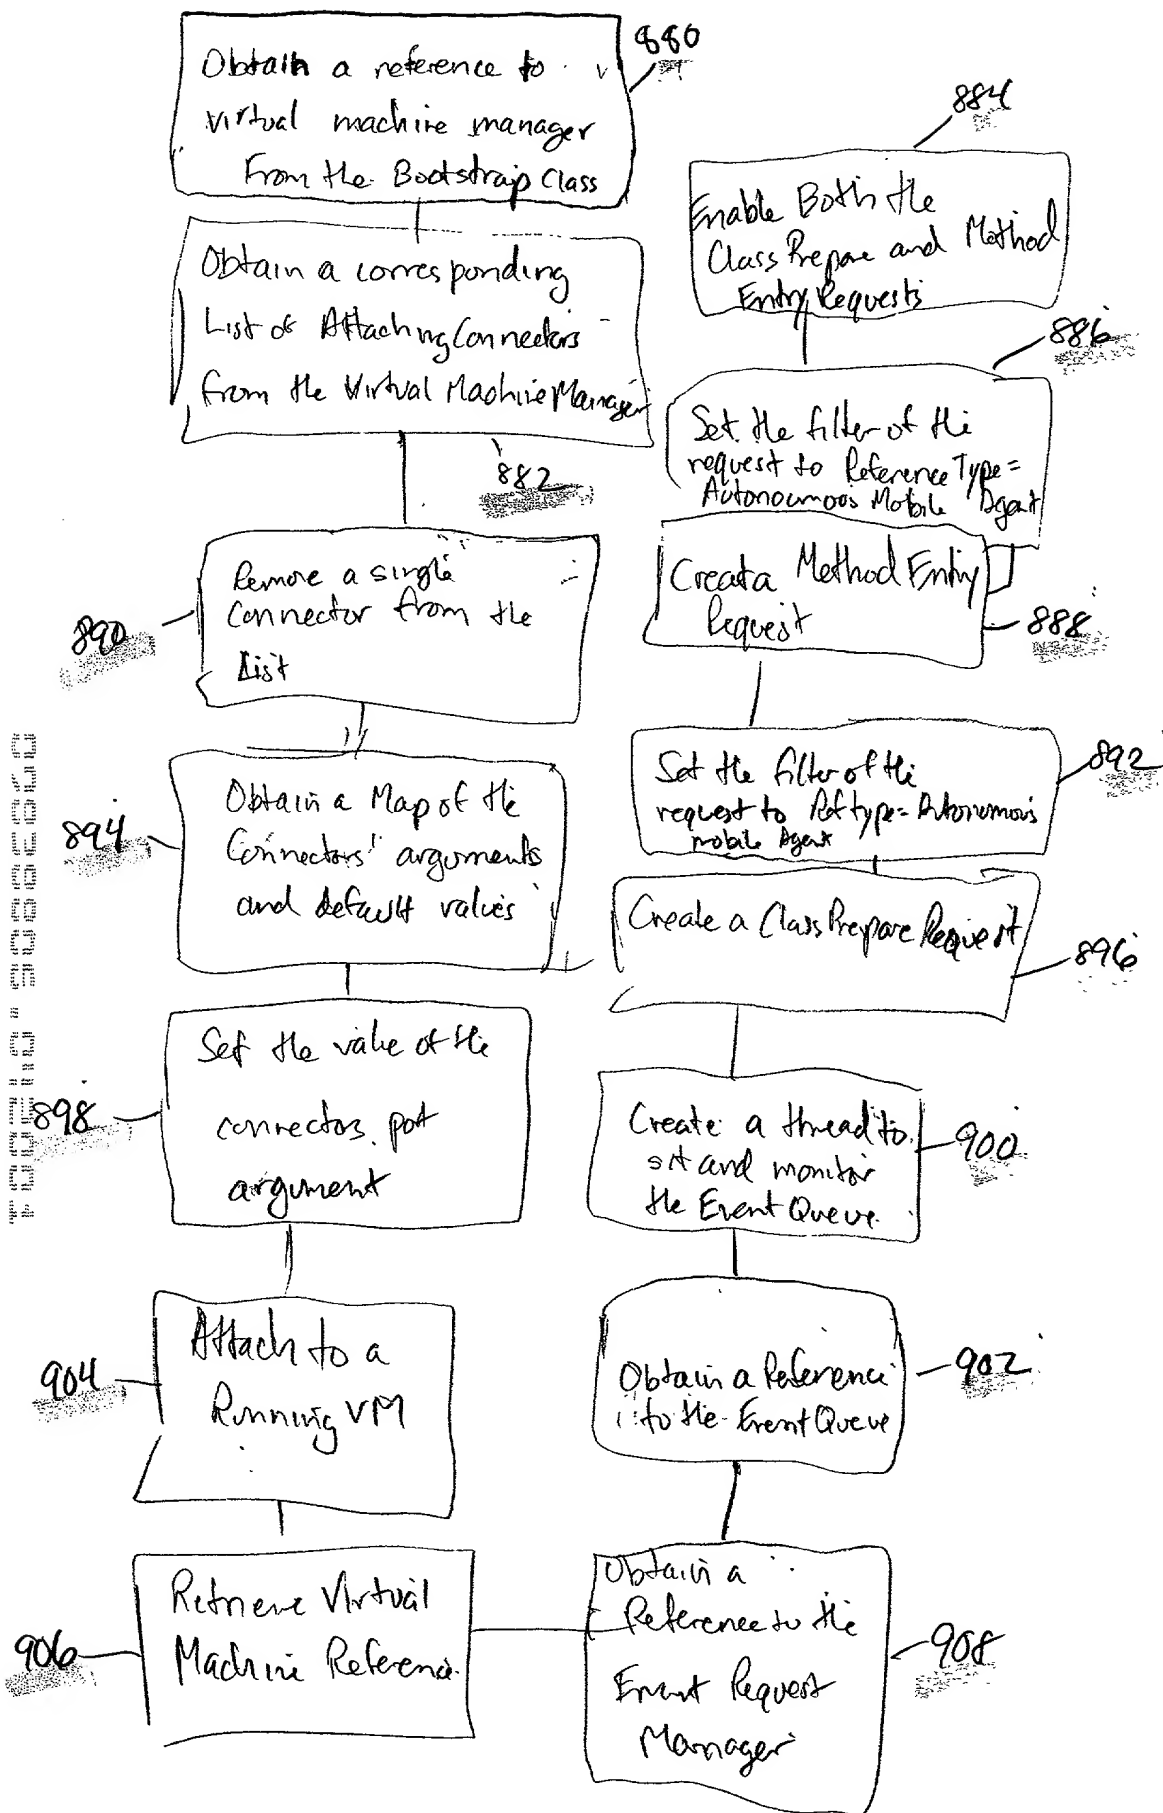 880
Obtain a reference to
virtual machine manager
From the Bootstrap Class
Obtain a corresponding
List of Attaching Connectors
from the Virtual Machine Manager
882
Remove a single
Connector from the
List
890
Obtain a Map of the
Connectors' arguments
and default values
894
Set the value of the
connectors port
argument
898
Attach to a
Running VM
904
Retrieve Virtual
Machine Reference
906
884
Enable Both the
Class Prepare and Method
Entry Requests
886
Set the filter of the
request to Reference Type =
Autonomous Mobile Agent
Create a Method Entry
Request
888
Set the filter of the
request to Ref type = Autonomous
mobile Agent
892
Create a Class Prepare Request
896
Create a thread to
sit and monitor
the Event Queue
900
Obtain a Reference
to the Event Queue
902
Obtain a
Reference to the
Event Request
Manager
908